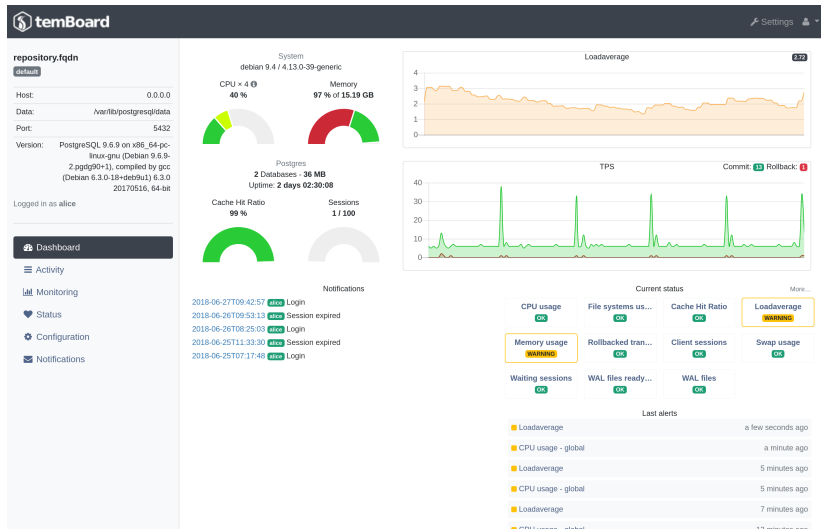 temBoard
Settings
repository.fqdn
default
Host: 0.0.0.0
Data: /var/lib/postgresql/data
Port: 5432
Version: PostgreSQL 9.6.9 on x86_64-pc-
linux-gnu (Debian 9.6.9-
2.pgdg90+1), compiled by gcc
(Debian 6.3.0-18+deb9u1) 6.3.0
20170516, 64-bit
Logged in as alice
Dashboard
Activity
Monitoring
Status
Configuration
Notifications
System
debian 9.4 / 4.13.0-39-generic
CPU × 4 Memory
40 % 97 % of 15.19 GB
Postgres
2 Databases - 36 MB
Uptime: 2 days 02:30:08
Cache Hit Ratio Sessions
99 % 1 / 100
Loadaverage 2.72
4
3
2
1
0
TPS Commit: 13 Rollback: 1
40
30
20
10
0
Notifications
2018-06-27T09:42:57 alice Login
2018-06-26T09:53:13 alice Session expired
2018-06-26T08:25:03 alice Login
2018-06-25T11:33:30 alice Session expired
2018-06-25T07:17:48 alice Login
Current status More...
CPU usage File systems us... Cache Hit Ratio Loadaverage
OK OK OK WARNING
Memory usage Rollbacked tran... Client sessions Swap usage
WARNING OK OK OK
Waiting sessions WAL files ready... WAL files
OK OK OK
Last alerts
Loadaverage a few seconds ago
CPU usage - global a minute ago
Loadaverage 5 minutes ago
CPU usage - global 5 minutes ago
Loadaverage 7 minutes ago
CPU usage - global 12 minutes ago